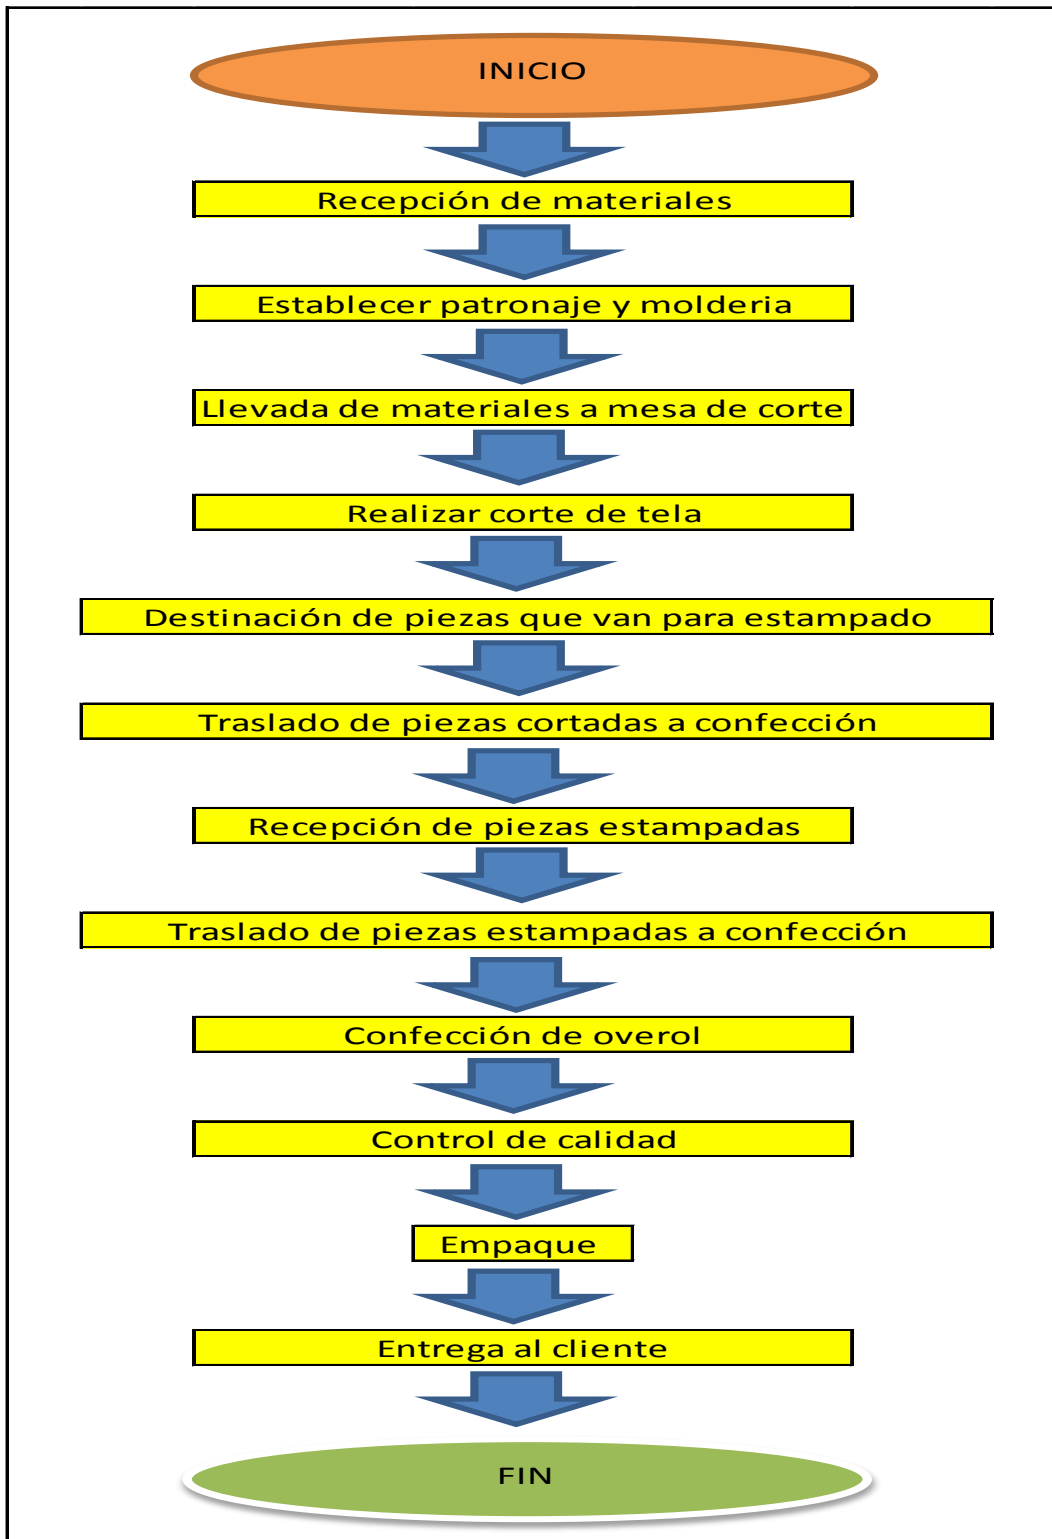 INICIO
Recepción de materiales
Establecer patronaje y molderia
Llevada de materiales a mesa de corte
Realizar corte de tela
Destinación de piezas que van para estampado
Traslado de piezas cortadas a confección
Recepción de piezas estampadas
Traslado de piezas estampadas a confección
Confección de overol
Control de calidad
Empaque
Entrega al cliente
FIN